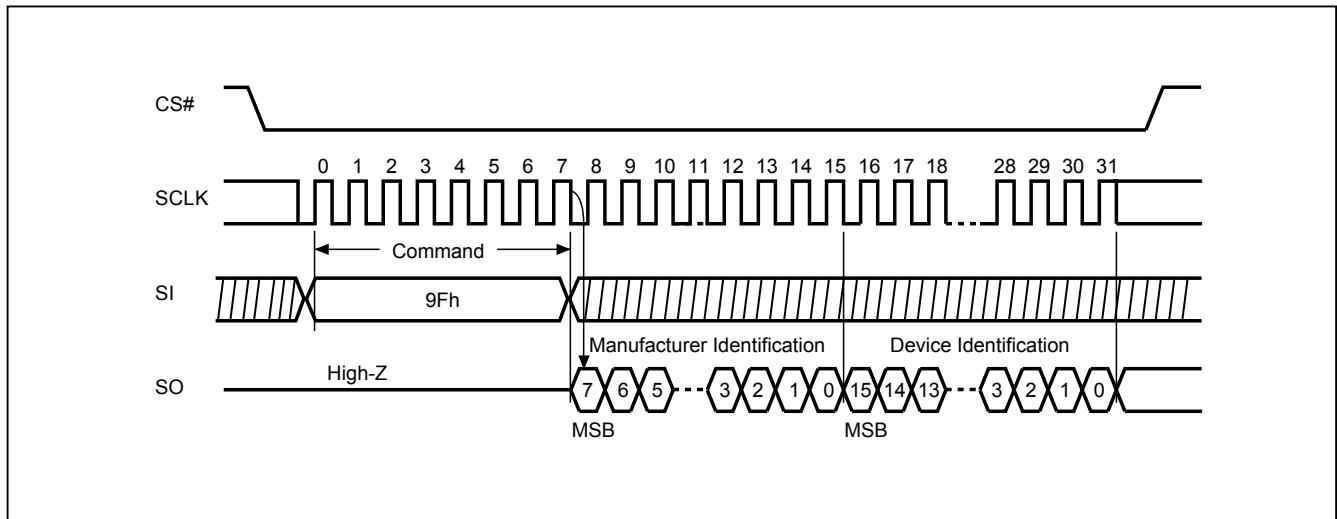 CS#
0 1 2 3 4 5 6 7 8 9 10 11 12 13 14 15 16 17 18 28 29 30 31
SCLK
Command
SI
9Fh
Manufacturer Identification Device Identification
High-Z
SO
7 6 5 3 2 1 0 15 14 13 3 2 1 0
MSB MSB